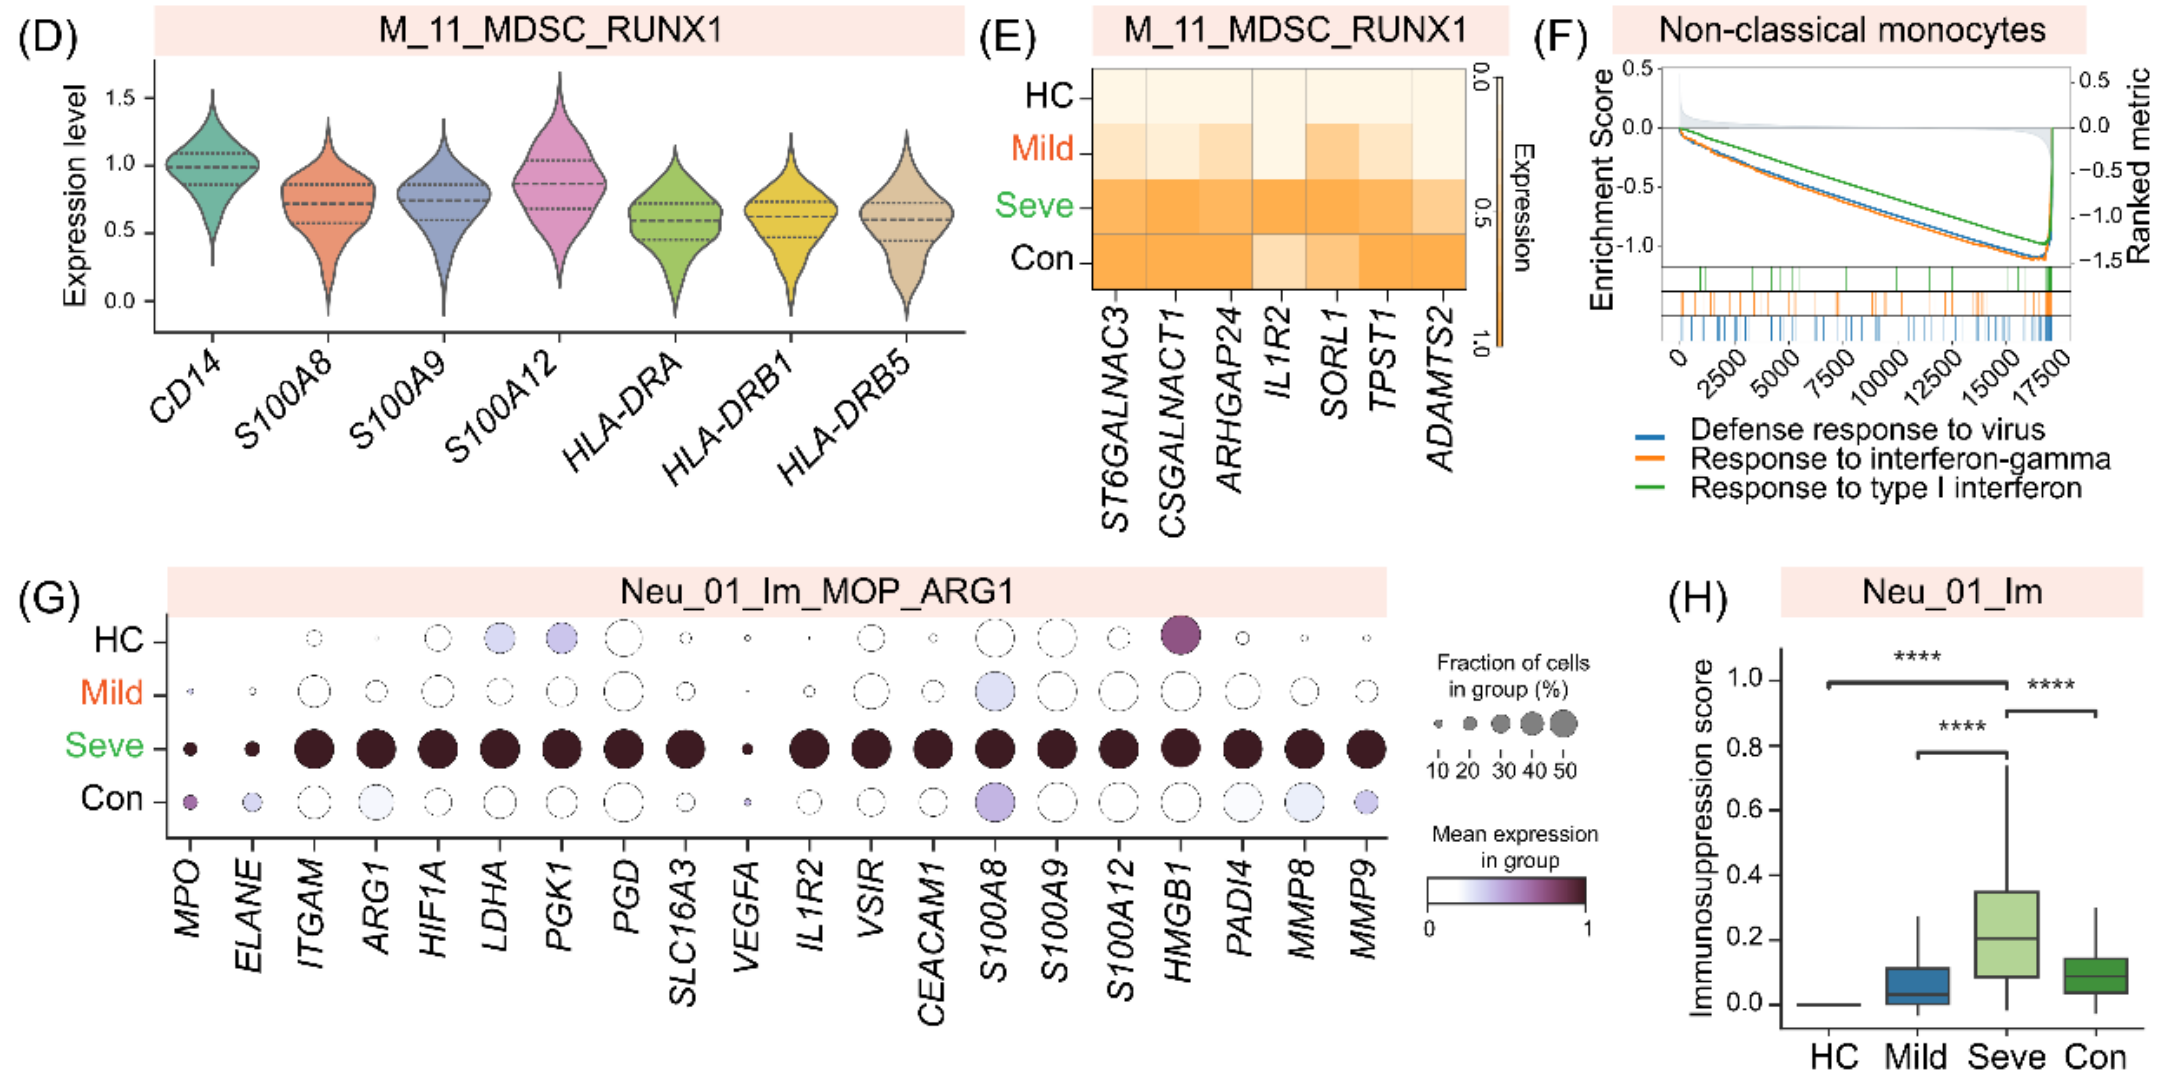 (D)
M_11_MDSC_RUNX1
Expression level
1.5
1.0
0.5
0.0
CD14
S100A8
S100A9
S100A12
HLA-DRA
HLA-DRB1
HLA-DRB5
(E)
M_11_MDSC_RUNX1
HC
Mild
Seve
Con
0.0
0.5
1.0
Expression
ST6GALNAC3
CSGALNACT1
ARHGAP24
IL1R2
SORL1
TPST1
ADAMTS2
(F)
Non-classical monocytes
Enrichment Score
0.5
0.0
-0.5
-1.0
0.5
0.0
−0.5
−1.0
−1.5
Ranked metric
0
2500
5000
7500
10000
12500
15000
17500
Defense response to virus
Response to interferon-gamma
Response to type I interferon
(G)
Neu_01_Im_MOP_ARG1
HC
Mild
Seve
Con
MPO
ELANE
ITGAM
ARG1
HIF1A
LDHA
PGK1
PGD
SLC16A3
VEGFA
IL1R2
VSIR
CEACAM1
S100A8
S100A9
S100A12
HMGB1
PADI4
MMP8
MMP9
Fraction of cells
in group (%)
10 20 30 40 50
Mean expression
in group
0 1
(H)
Neu_01_Im
Immunosuppression score
1.0
0.8
0.6
0.4
0.2
0.0
****
****
****
HC Mild Seve Con